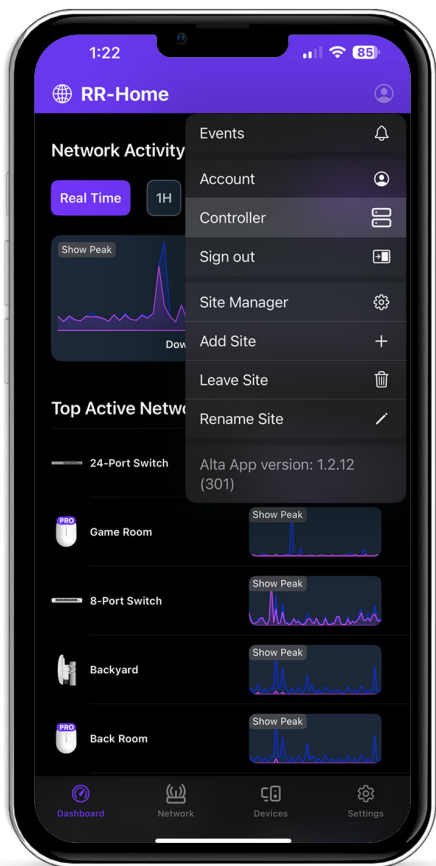 1:22
85
RR-Home
Events
Network Activity
Account
Real Time
1H
Controller
Show Peak
Sign out
Site Manager
Add Site
Leave Site
Top Active
Rename Site
Alta App version: 1.2.12
(301)
24-Port Switch
Show Peak
PRO
Game Room
Show Peak
8-Port Switch
Show Peak
Backyard
Show Peak
PRO
Back Room
Dashboard
Network
Devices
Settings